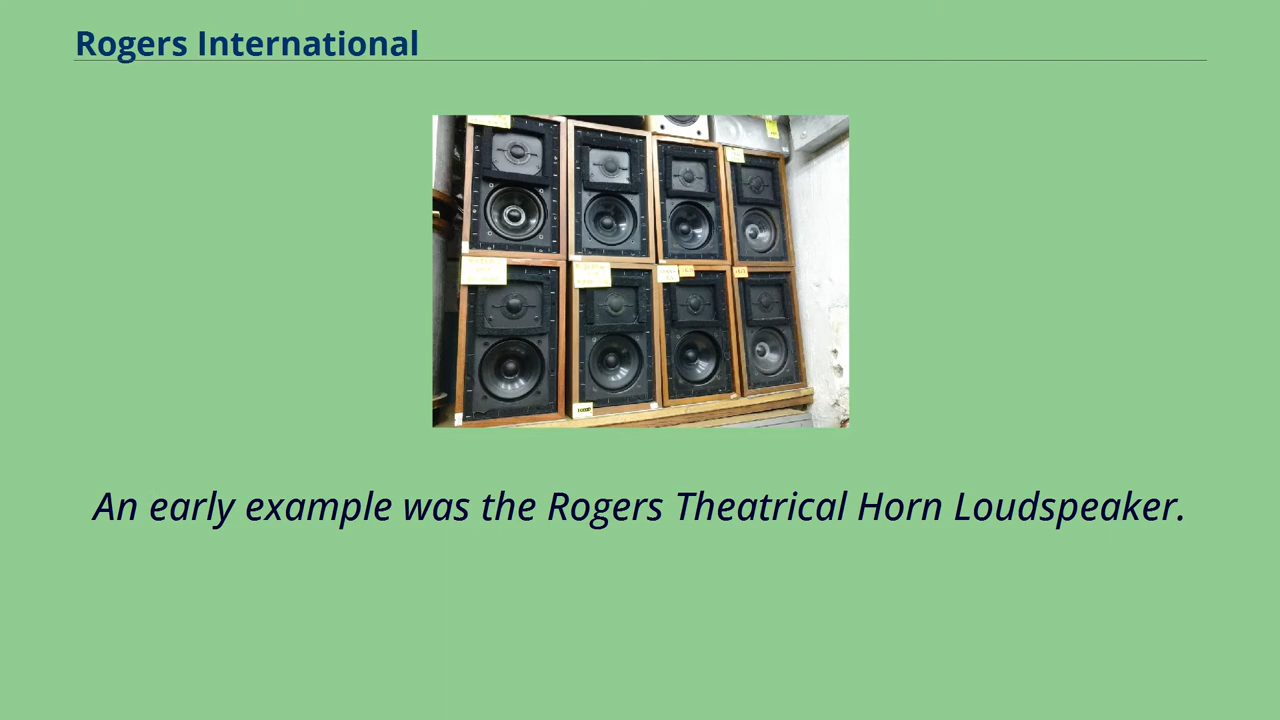 Rogers International
An early example was the Rogers Theatrical Horn Loudspeaker.